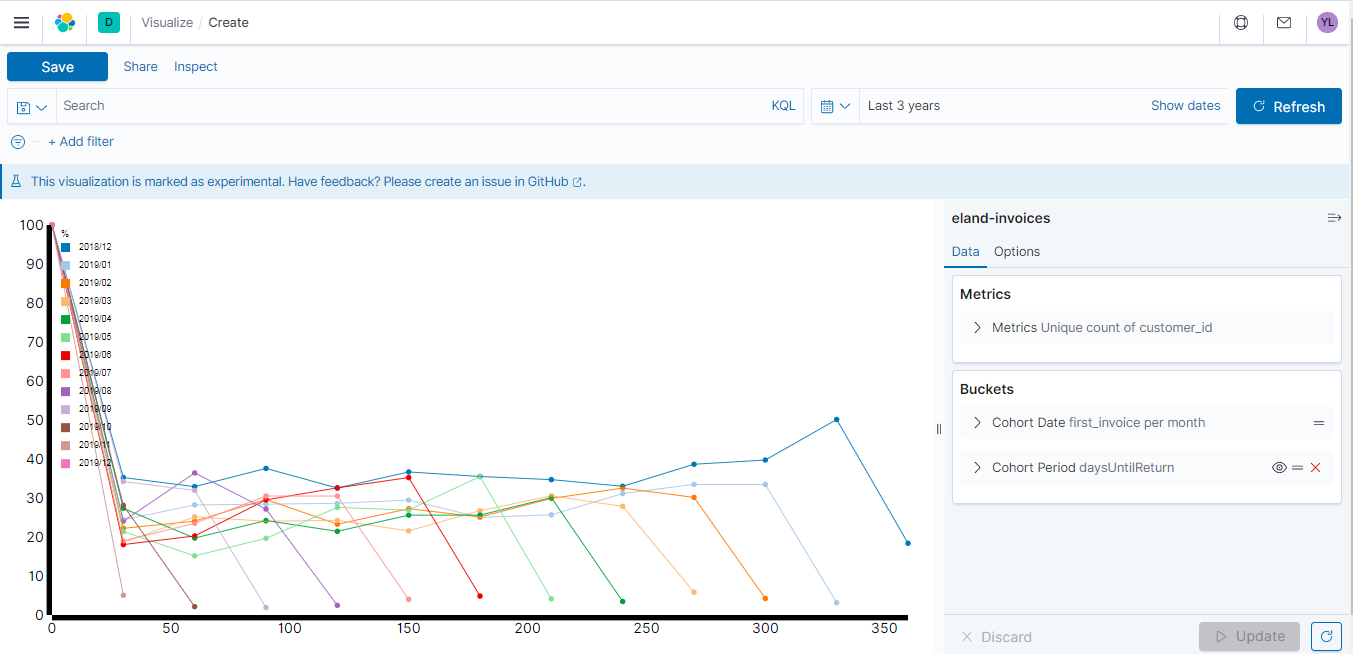 D Visualize / Create YL
Save Share Inspect
Search KQL Last 3 years Show dates Refresh
+ Add filter
This visualization is marked as experimental. Have feedback? Please create an issue in GitHub.
eland-invoices
Data Options
Metrics
Metrics Unique count of customer_id
Buckets
Cohort Date first_invoice per month
Cohort Period daysUntilReturn
Discard Update
%
2018/12
2019/01
2019/02
2019/03
2019/04
2019/05
2019/06
2019/07
2019/08
2019/09
2019/10
2019/11
2019/12
100
90
80
70
60
50
40
30
20
10
0
0 50 100 150 200 250 300 350